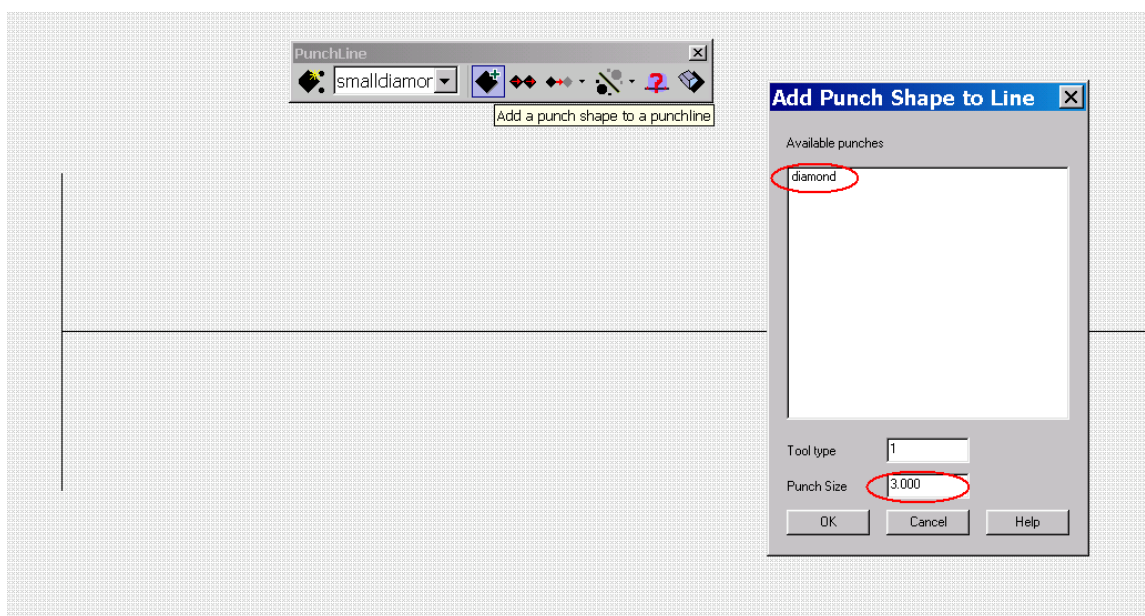 PunchLine
smalldiamor
Add a punch shape to a punchline
Add Punch Shape to Line
Available punches
diamond
Tool type 1
Punch Size 3.000
OK Cancel Help